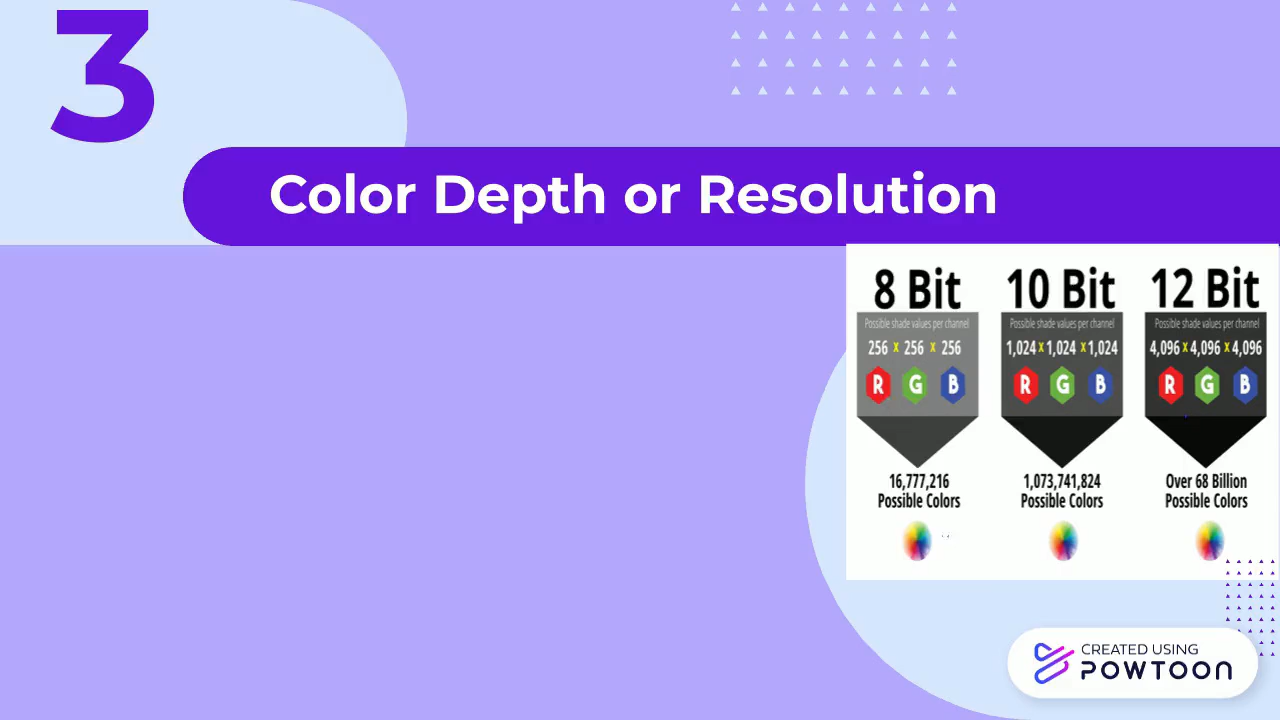 3
Color Depth or Resolution
8 Bit
Possible shade values per channel
256 x 256 x 256
R G B
16,777,216
Possible Colors
10 Bit
Possible shade values per channel
1,024 x 1,024 x 1,024
R G B
1,073,741,824
Possible Colors
12 Bit
Possible shade values per channel
4,096 x 4,096 x 4,096
R G B
Over 68 Billion
Possible Colors
CREATED USING
POWTOON